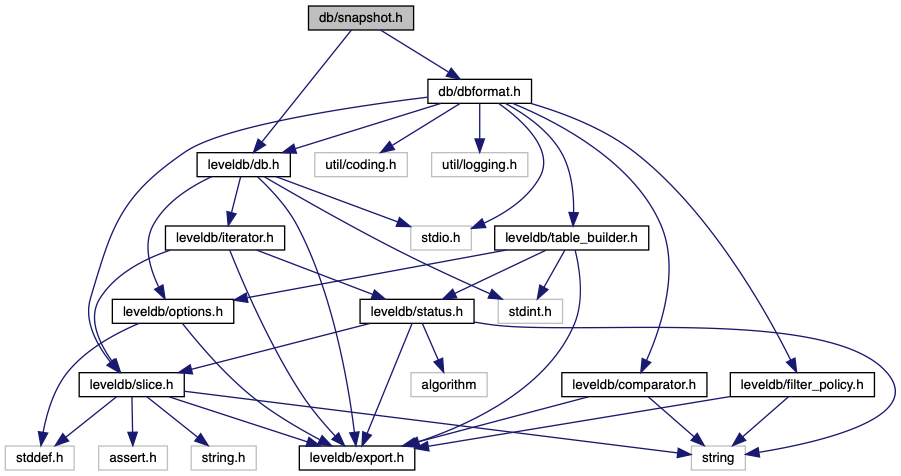 db/snapshot.h
db/dbformat.h
leveldb/db.h
util/coding.h
util/logging.h
leveldb/iterator.h
stdio.h
leveldb/table_builder.h
leveldb/options.h
leveldb/status.h
stdint.h
leveldb/slice.h
algorithm
leveldb/comparator.h
leveldb/filter_policy.h
stddef.h
assert.h
string.h
leveldb/export.h
string